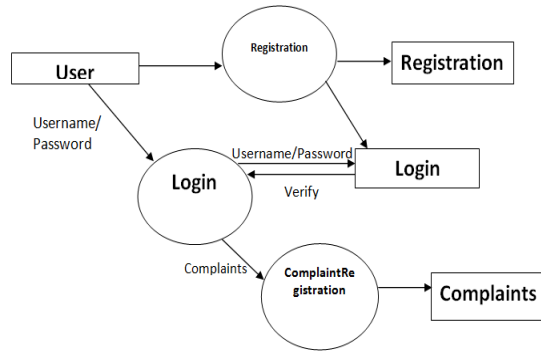 Registration
User
Registration
Username/
Password
Username/Password
Login
Login
Verify
Complaints
ComplaintRe
gistration
Complaints